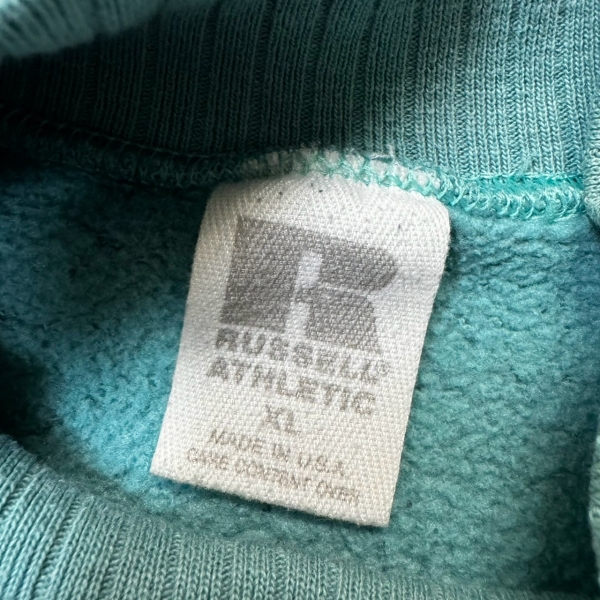 R
RUSSELL®
ATHLETIC
XL
MADE IN U.S.A
CARE CONTENT OVER